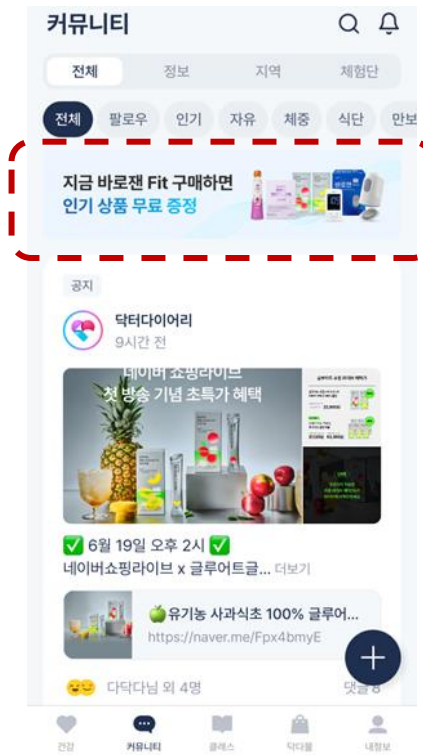 커뮤니티
전체 정보 지역 체험단
전체 팔로우 인기 자유 체중 식단 만보
지금 바로잰 Fit 구매하면
인기 상품 무료 증정
공지
닥터다이어리
9시간 전
네이버 쇼핑라이브
첫 방송 기념 초특가 혜택
✅ 6월 19일 오후 2시 ✅
네이버쇼핑라이브 x 글루어트글... 더보기
🍏유기농 사과식초 100% 글루어...
https://naver.me/Fpx4bmyE
다닥다님 외 4명 댓글 8
건강 커뮤니티 클래스 닥다몰 내정보